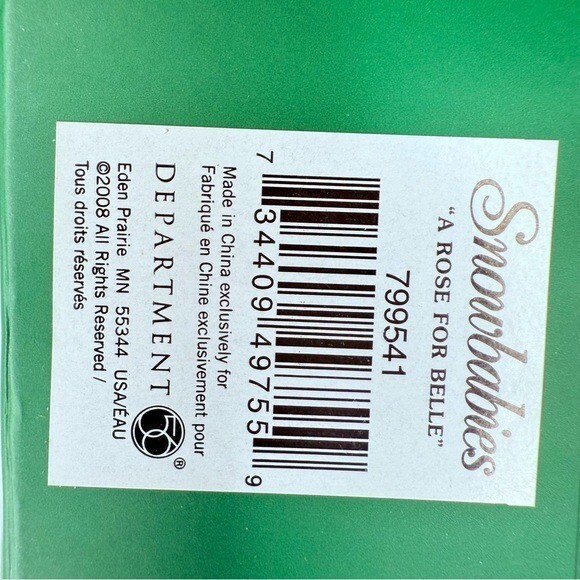 Snowbabies
"A ROSE FOR BELLE"
799541
7 34409 49755 9
Made in China exclusively for
Fabriqué en Chine exclusivement pour
DEPARTMENT 56®
Eden Prairie MN 55344 USA/ÉAU
©2008 All Rights Reserved /
Tous droits réservés